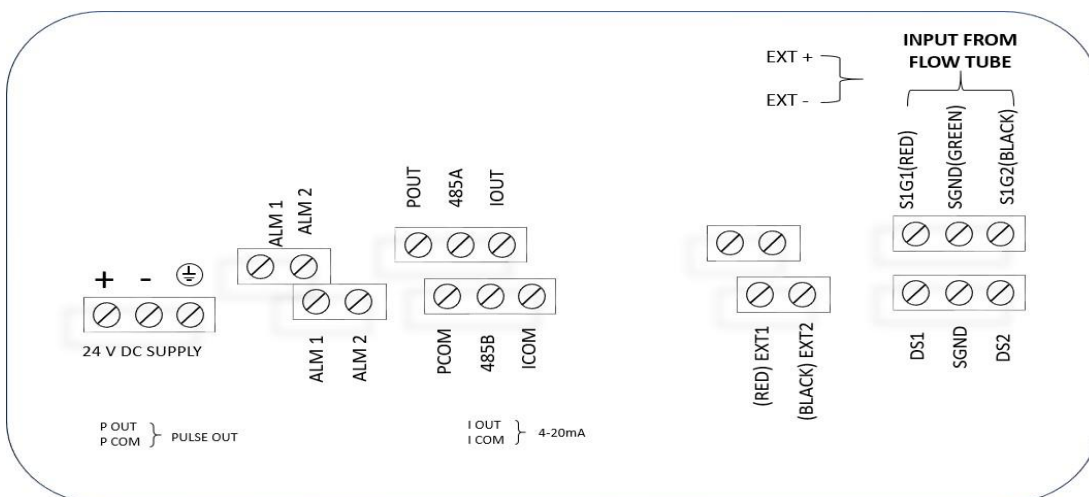 EXT +
EXT -
INPUT FROM
FLOW TUBE
S1G1(RED)
SGND(GREEN)
S1G2(BLACK)
POUT
485A
IOUT
ALM 1
ALM 2
+
-
24 V DC SUPPLY
ALM 1
ALM 2
PCOM
485B
ICOM
(RED) EXT1
(BLACK) EXT2
DS1
SGND
DS2
P OUT
P COM
PULSE OUT
I OUT
I COM
4-20mA